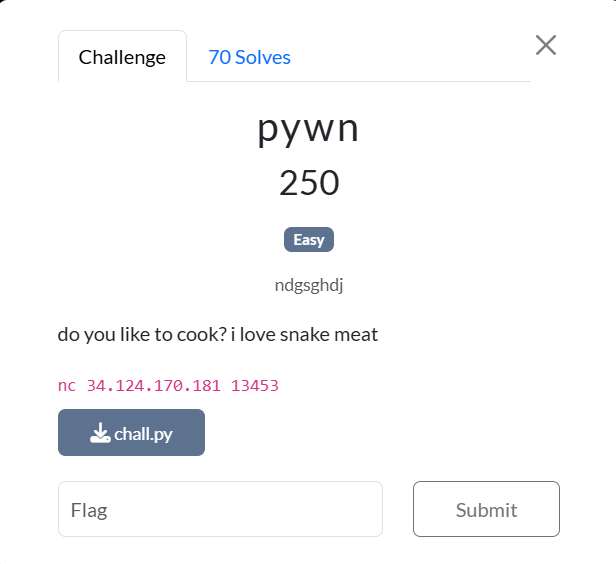 Challenge
70 Solves
pywn
250
Easy
ndgsghdj
do you like to cook? i love snake meat
nc 34.124.170.181 13453
chall.py
Flag
Submit